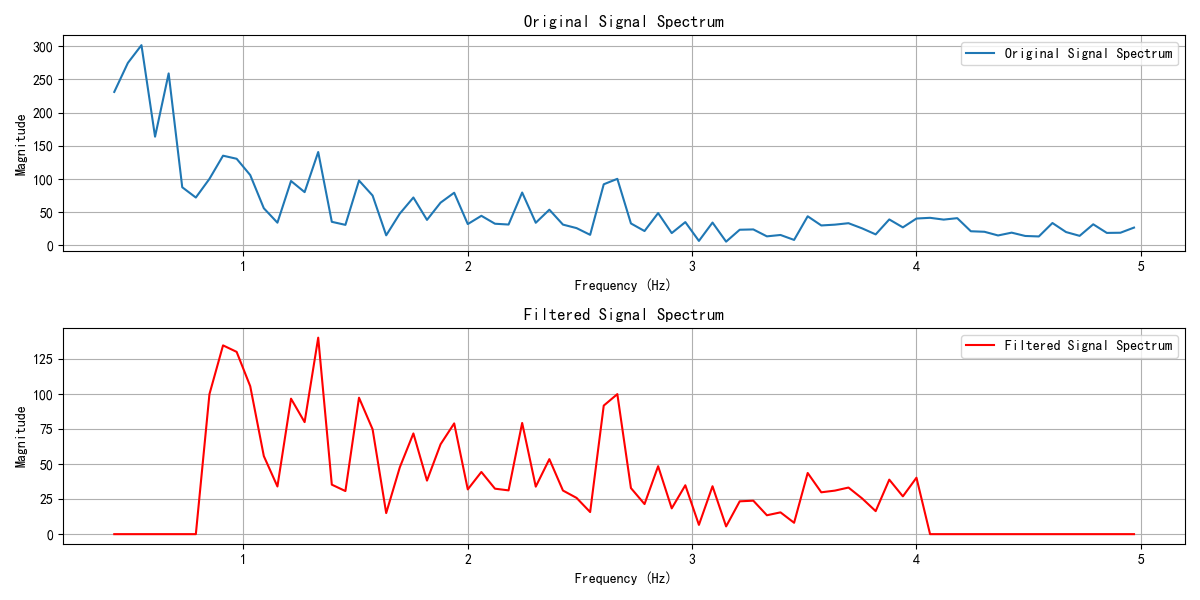 Original Signal Spectrum
Original Signal Spectrum
300
250
200
150
100
50
0
Magnitude
1 2 3 4 5
Frequency (Hz)
Filtered Signal Spectrum
Filtered Signal Spectrum
125
100
75
50
25
0
Magnitude
1 2 3 4 5
Frequency (Hz)